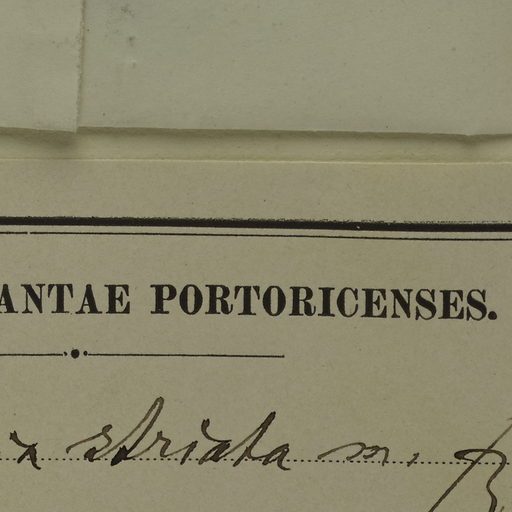 ANTAE PORTORICENSES.
striata m.